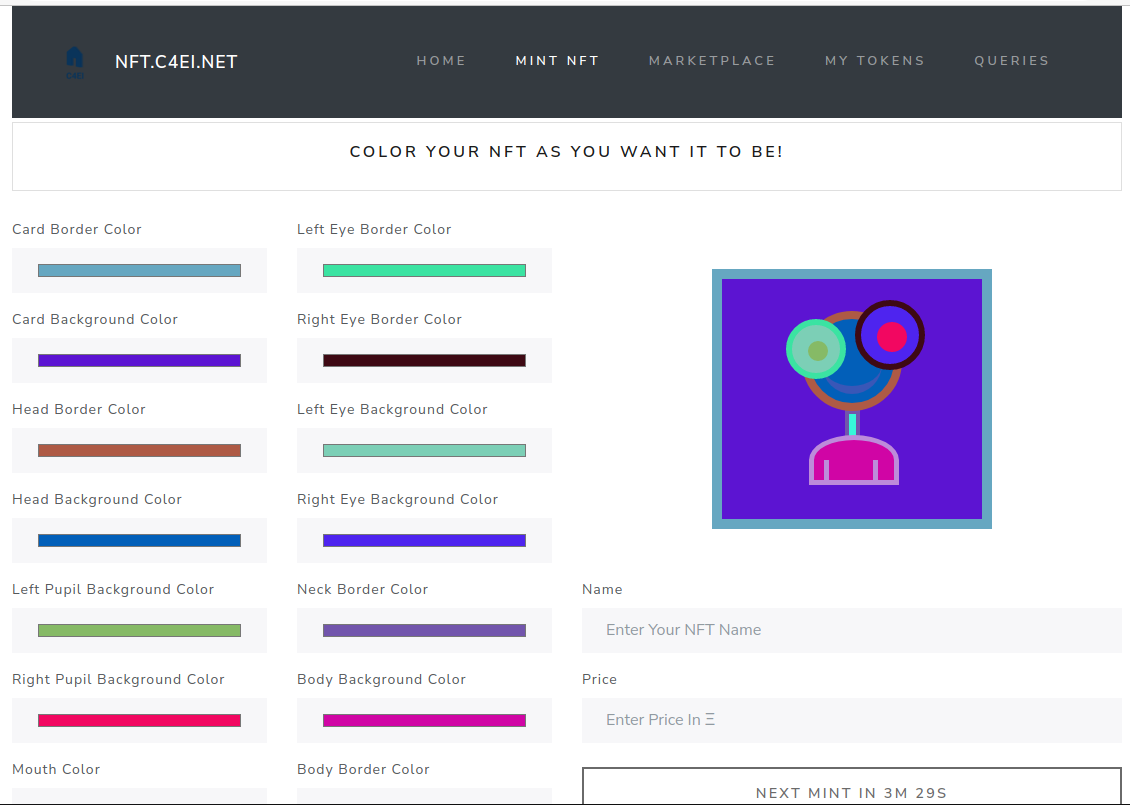 C4EI
NFT.C4EI.NET
HOME
MINT NFT
MARKETPLACE
MY TOKENS
QUERIES
COLOR YOUR NFT AS YOU WANT IT TO BE!
Card Border Color
Card Background Color
Head Border Color
Head Background Color
Left Pupil Background Color
Right Pupil Background Color
Mouth Color
Left Eye Border Color
Right Eye Border Color
Left Eye Background Color
Right Eye Background Color
Neck Border Color
Body Background Color
Body Border Color
Name
Enter Your NFT Name
Price
Enter Price In Ξ
NEXT MINT IN 3M 29S